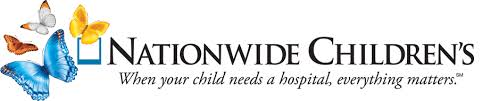 NATIONWIDE CHILDREN'S
When your child needs a hospital, everything matters.℠